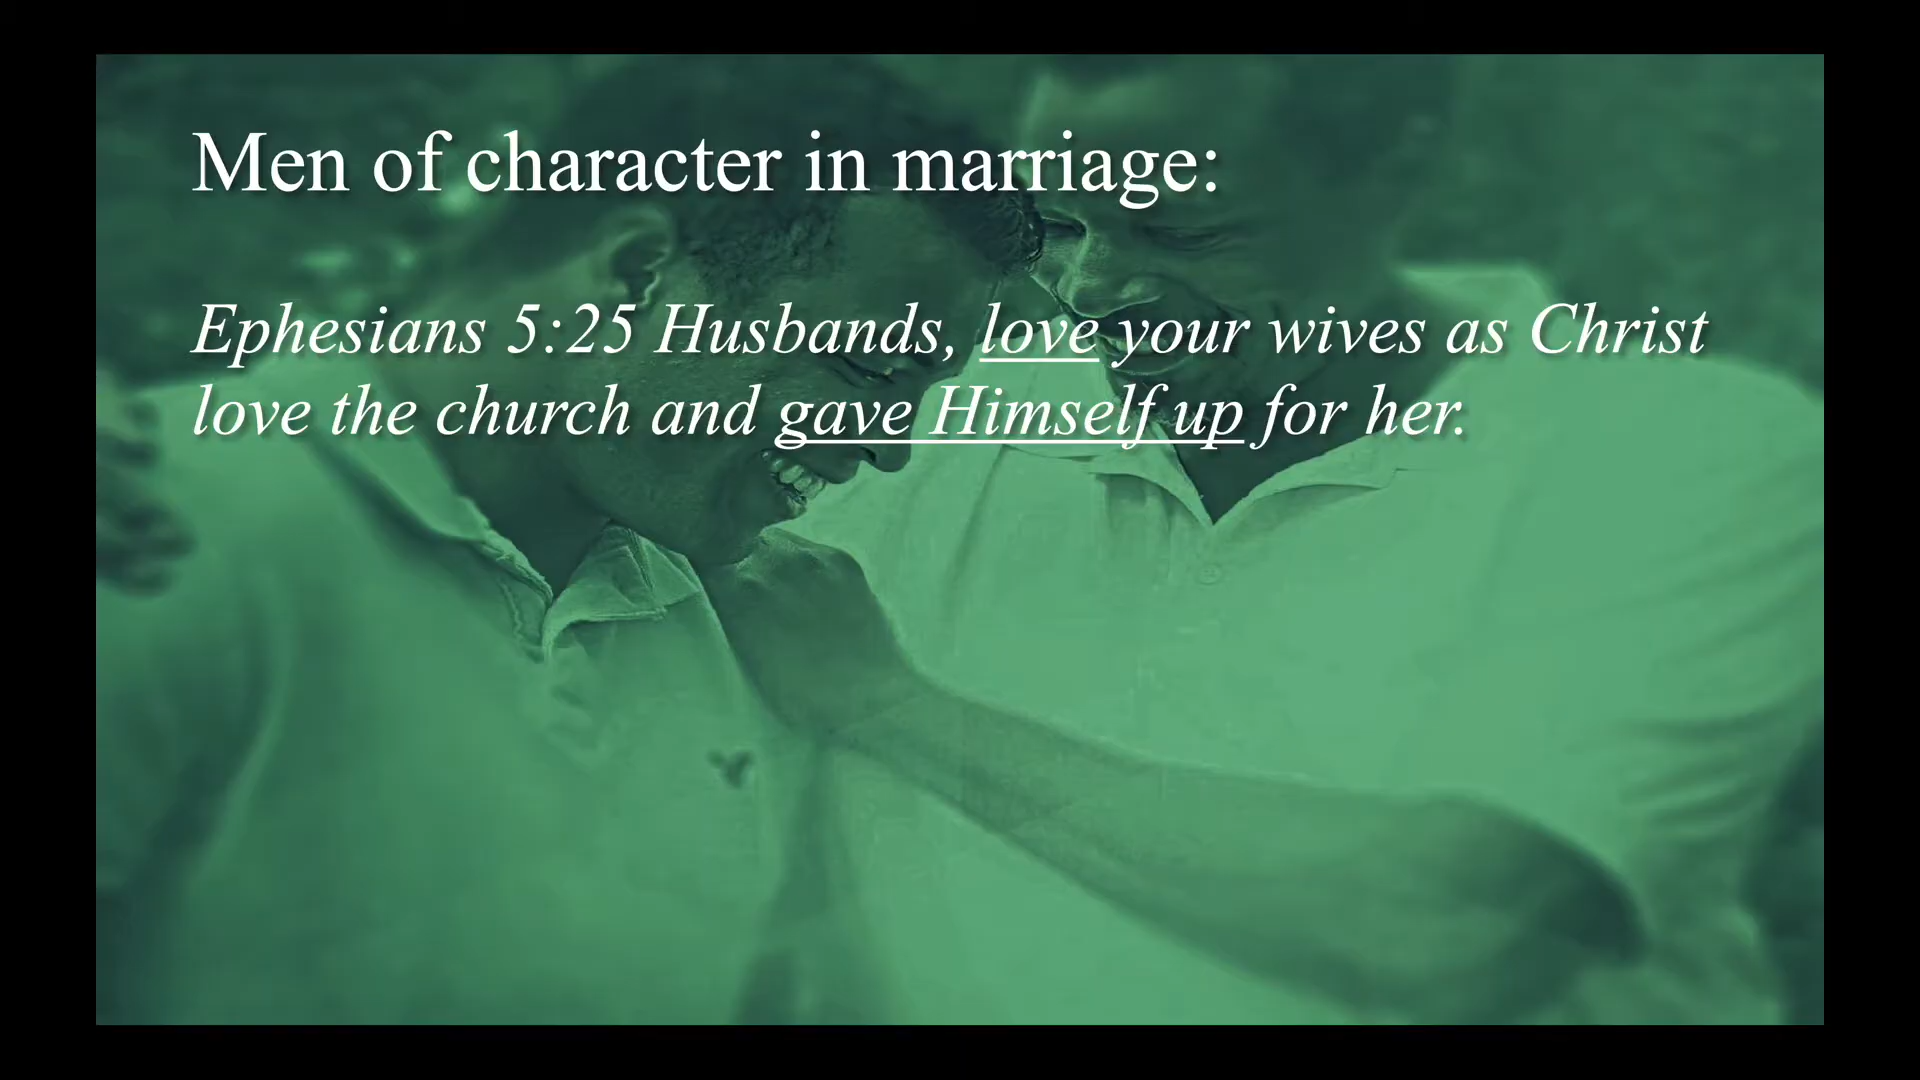 Men of character in marriage:
Ephesians 5:25 Husbands, love your wives as Christ
love the church and gave Himself up for her.